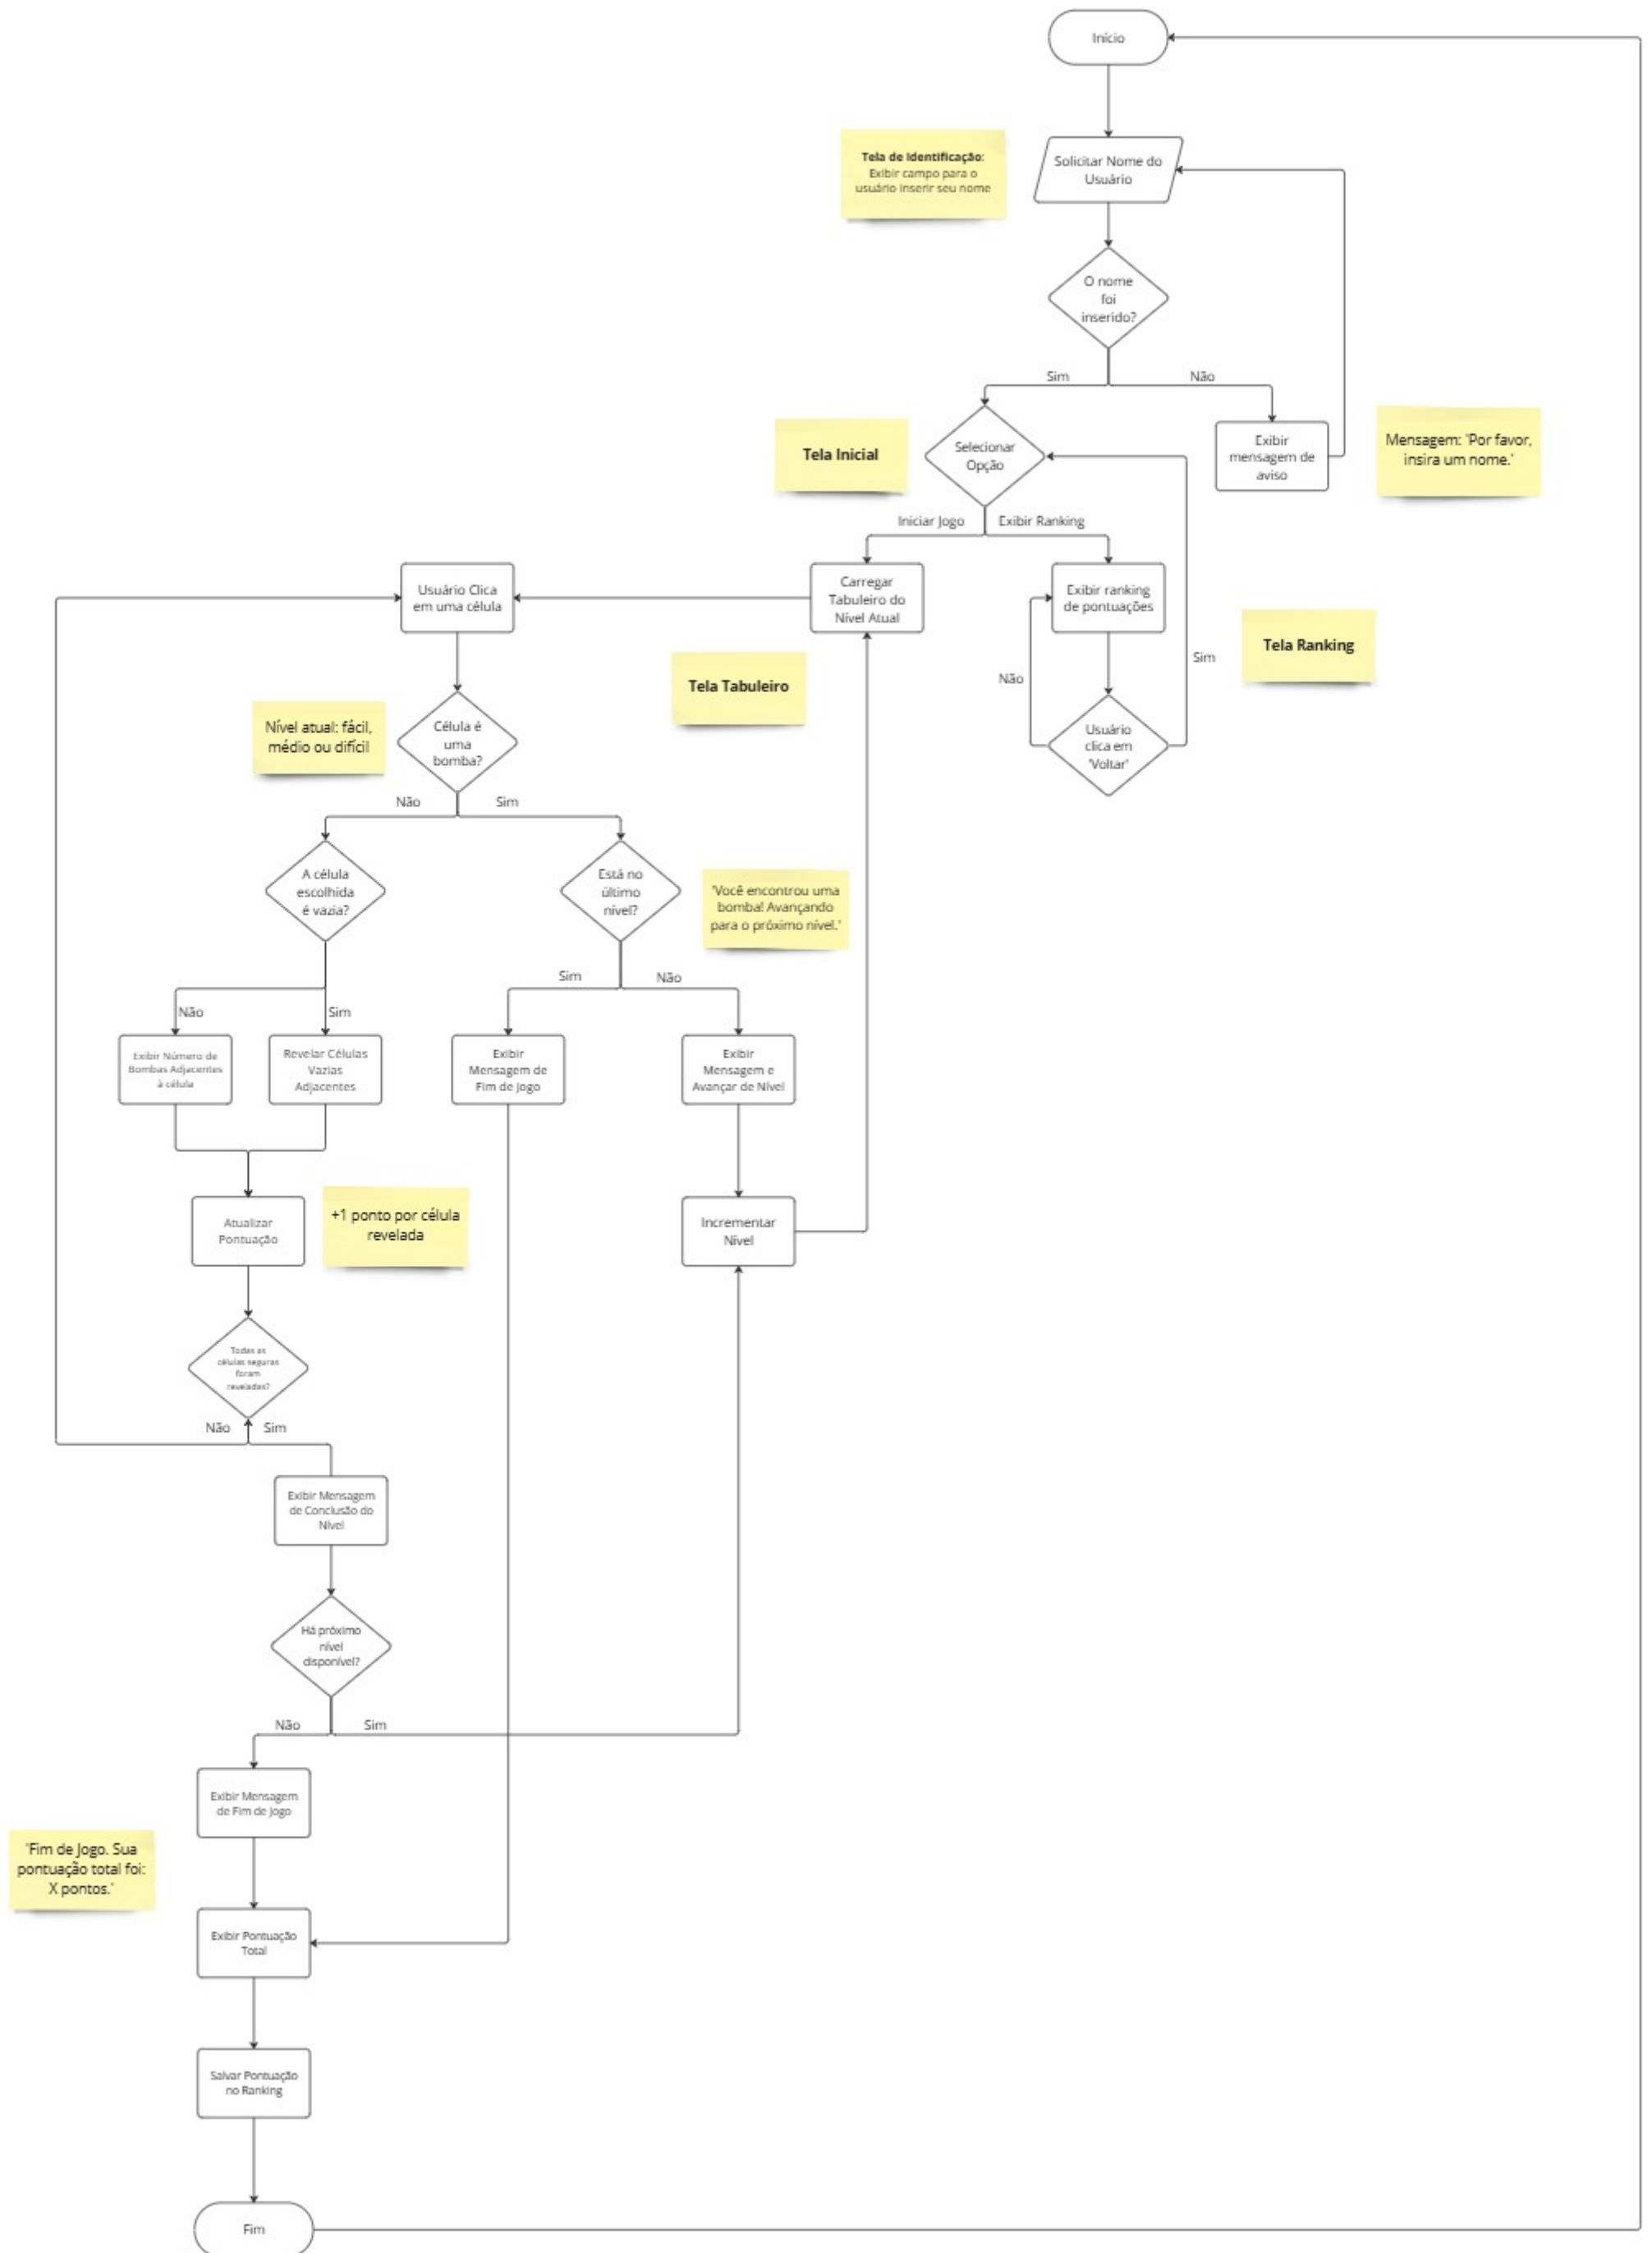 Início
Tela de Identificação:
Exibir campo para o
usuário inserir seu nome
Solicitar Nome do
Usuário
O nome
foi
inserido?
Sim
Não
Tela Inicial
Selecionar
Opção
Exibir
mensagem de
aviso
Mensagem: 'Por favor,
insira um nome.'
Iniciar Jogo
Exibir Ranking
Usuário Clica
em uma célula
Carregar
Tabuleiro do
Nível Atual
Exibir ranking
de pontuações
Tela Ranking
Sim
Não
Tela Tabuleiro
Usuário
clica em
'Voltar'
Nível atual: fácil,
médio ou difícil
Célula é
uma
bomba?
Não
Sim
A célula
escolhida
é vazia?
Está no
último
nível?
'Você encontrou uma
bomba! Avançando
para o próximo nível.'
Sim
Não
Não
Sim
Exibir Número de
Bombas Adjacentes
à célula
Revelar Células
Vazias
Adjacentes
Exibir
Mensagem de
Fim de Jogo
Exibir
Mensagem e
Avançar de Nível
Atualizar
Pontuação
+1 ponto por célula
revelada
Incrementar
Nível
Todas as
células seguras
foram
reveladas?
Não
Sim
Exibir Mensagem
de Conclusão do
Nível
Há próximo
nível
disponível?
Não
Sim
Exibir Mensagem
de Fim de Jogo
'Fim de Jogo. Sua
pontuação total foi:
X pontos.'
Exibir Pontuação
Total
Salvar Pontuação
no Ranking
Fim